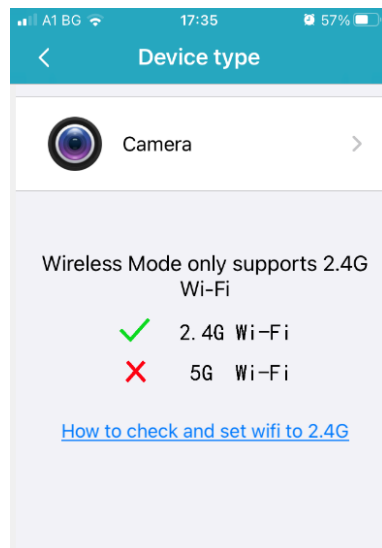 A1 BG 17:35 57%
Device type
Camera
Wireless Mode only supports 2.4G
Wi-Fi
2.4G Wi-Fi
5G Wi-Fi
How to check and set wifi to 2.4G